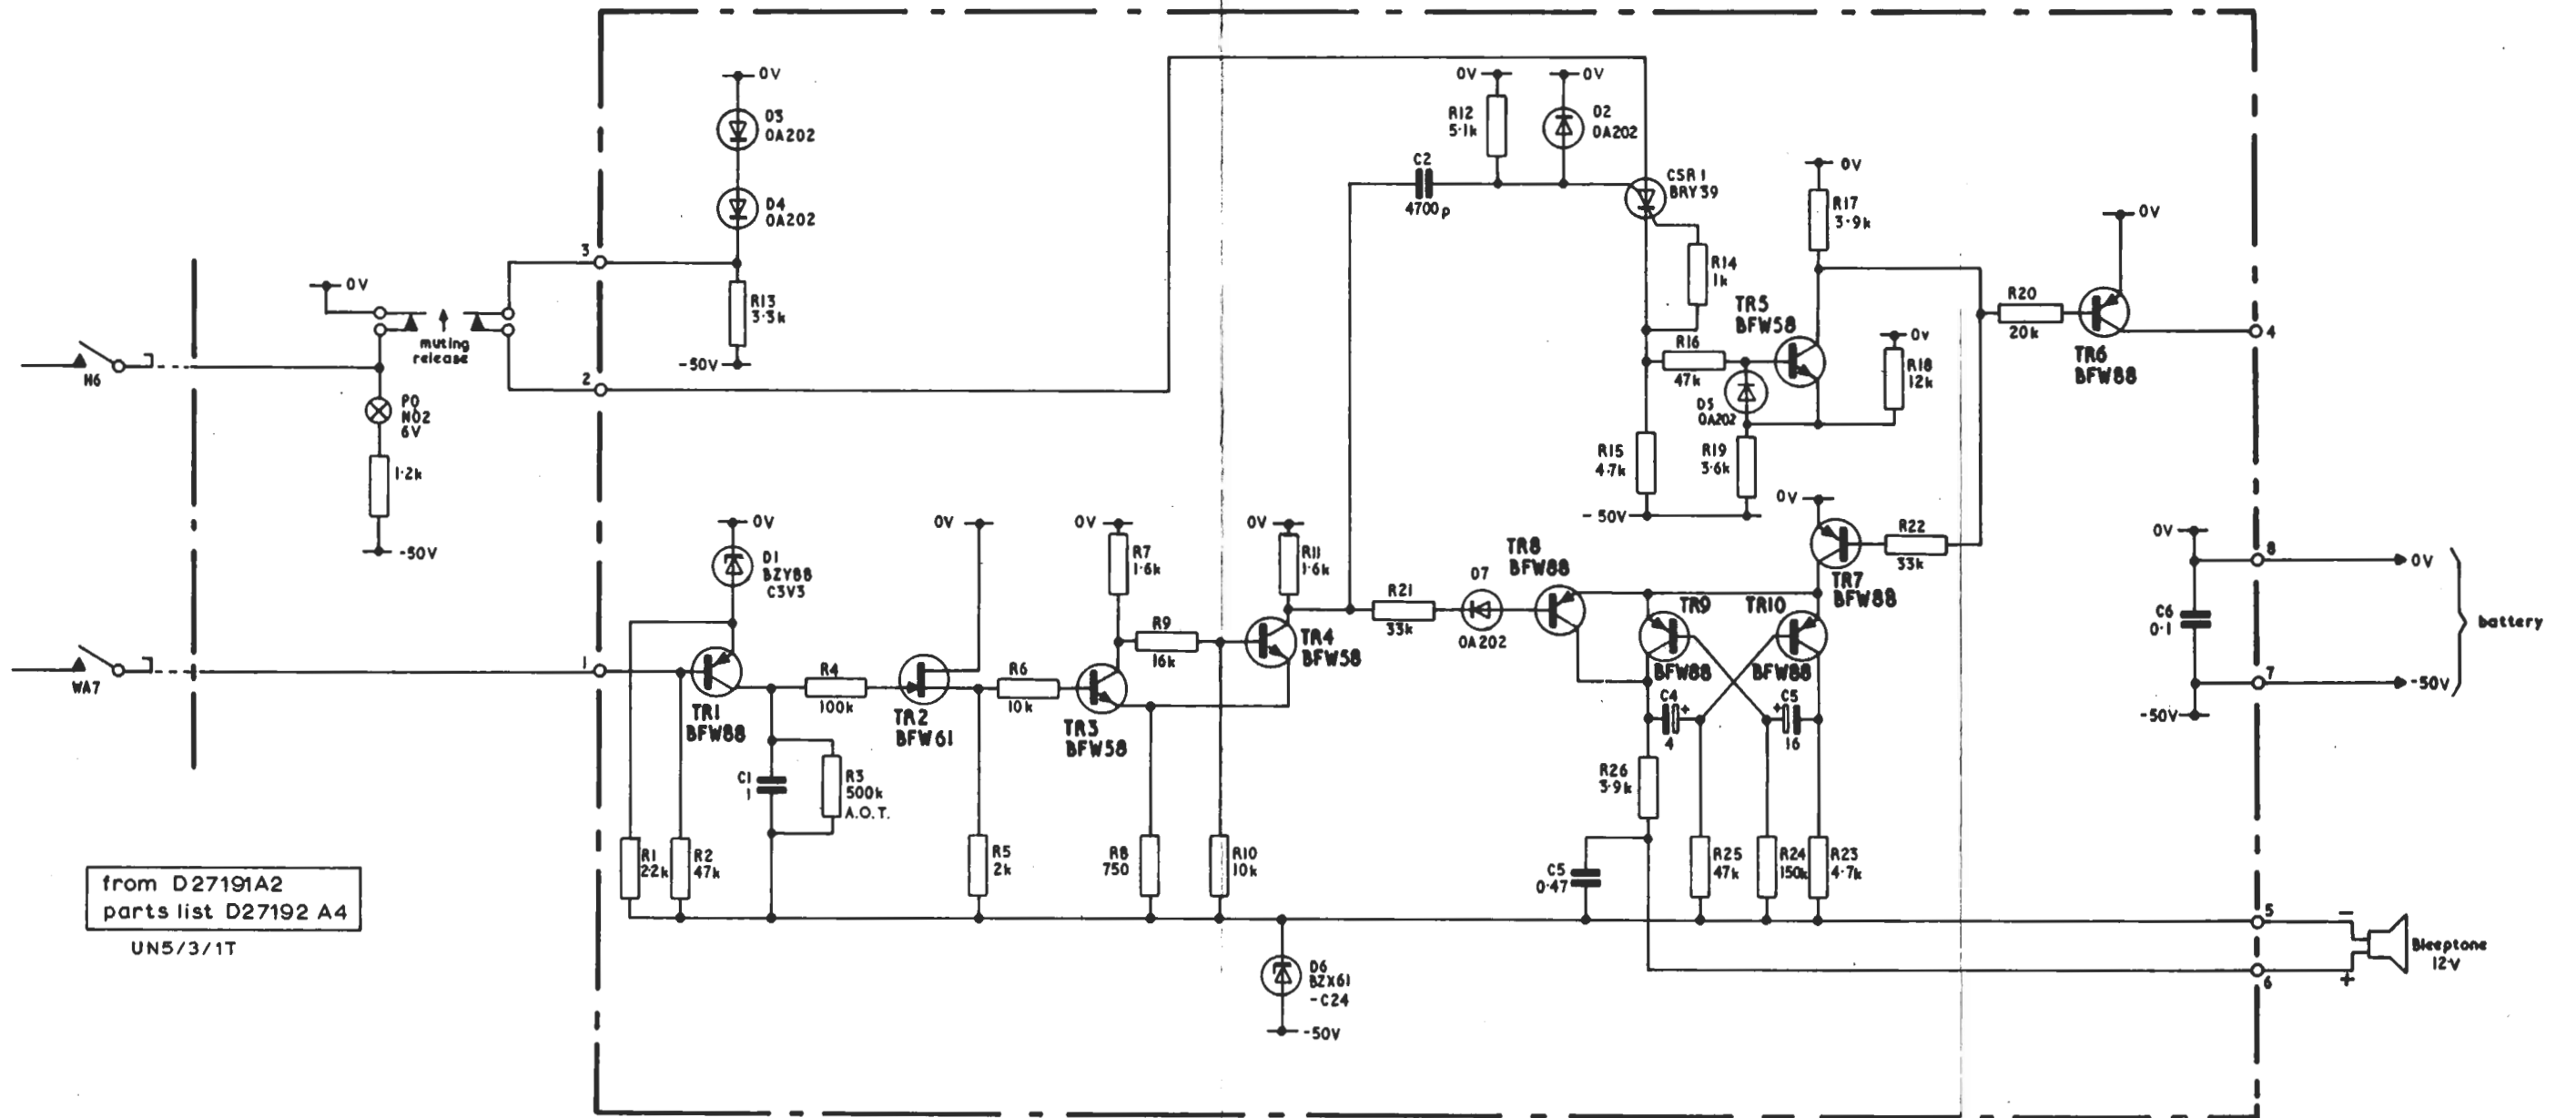 0V
D3
0A202
D4
0A202
3
R13
3·3k
-50V
2
0V
muting
release
H6
PO
NO2
6V
1·2k
-50V
WA7
1
0V
D1
BZY88
C3V3
TR1
BFW88
R4
100k
C1
1
R3
500k
A.O.T.
R1
22k
R2
47k
0V
TR2
BFW61
R6
10k
R5
2k
0V
R7
1·6k
TR3
BFW58
R9
16k
R8
750
R10
10k
0V
R11
1·6k
TR4
BFW58
D6
BZX61
-C24
-50V
0V
R12
5·1k
0V
D2
0A202
C2
4700p
CSR1
BRY39
R14
1k
R16
47k
D5
0A202
R15
4·7k
R19
3·6k
-50V
TR5
BFW58
0V
R17
3·9k
0V
R18
12k
R20
20k
0V
TR6
BFW88
4
R21
33k
D7
0A202
TR8
BFW88
0V
R22
33k
TR7
BFW88
TR9
BFW88
TR10
BFW88
C4
+
4
C5
+
16
R26
3·9k
C5
0·47
R25
47k
R24
150k
R23
4·7k
0V
8
0V
C6
0·1
7
-50V
-50V
battery
5
−
Bleeptone
12V
6
+
from D27191A2
parts list D27192 A4
UN5/3/1T